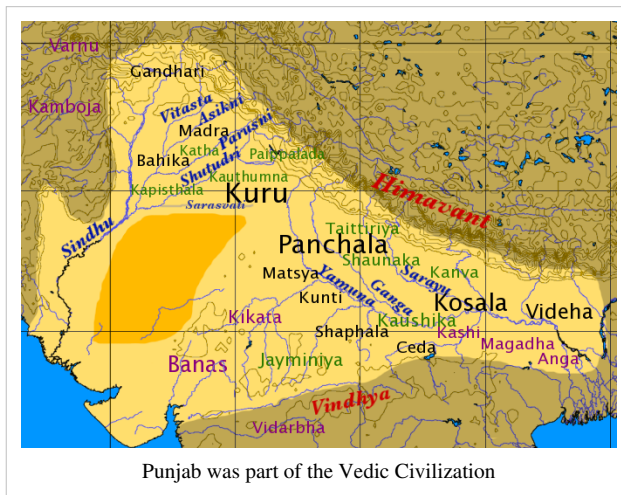 Varnu
Gandhari
Kamboja
Vitasta
Asikni
Madra
Parusni
Katha
Paippalada
Bahika
Shutudri
Kauthumna
Kapisthala
Kuru
Himavant
Sarasvati
Sindhu
Taittiriya
Panchala
Shaunaka
Matsya
Sarayu
Kanva
Yamuna
Ganga
Kunti
Kosala
Videha
Kikata
Kaushika
Shaphala
Kashi
Magadha
Ceda
Anga
Banas
Jayminiya
Vindhya
Vidarbha
Punjab was part of the Vedic Civilization